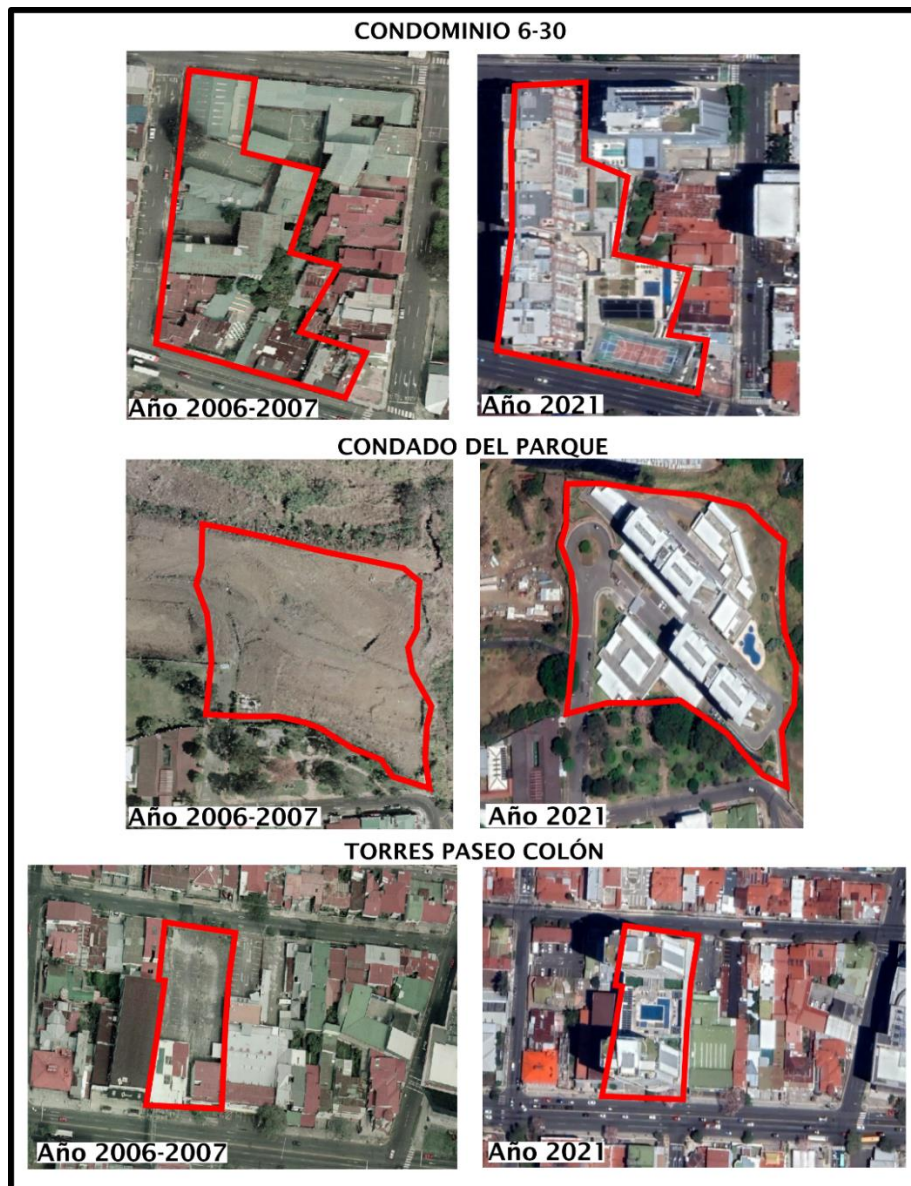 CONDOMINIO 6-30
Año 2006-2007
Año 2021
CONDADO DEL PARQUE
Año 2006-2007
Año 2021
TORRES PASEO COLÓN
Año 2006-2007
Año 2021